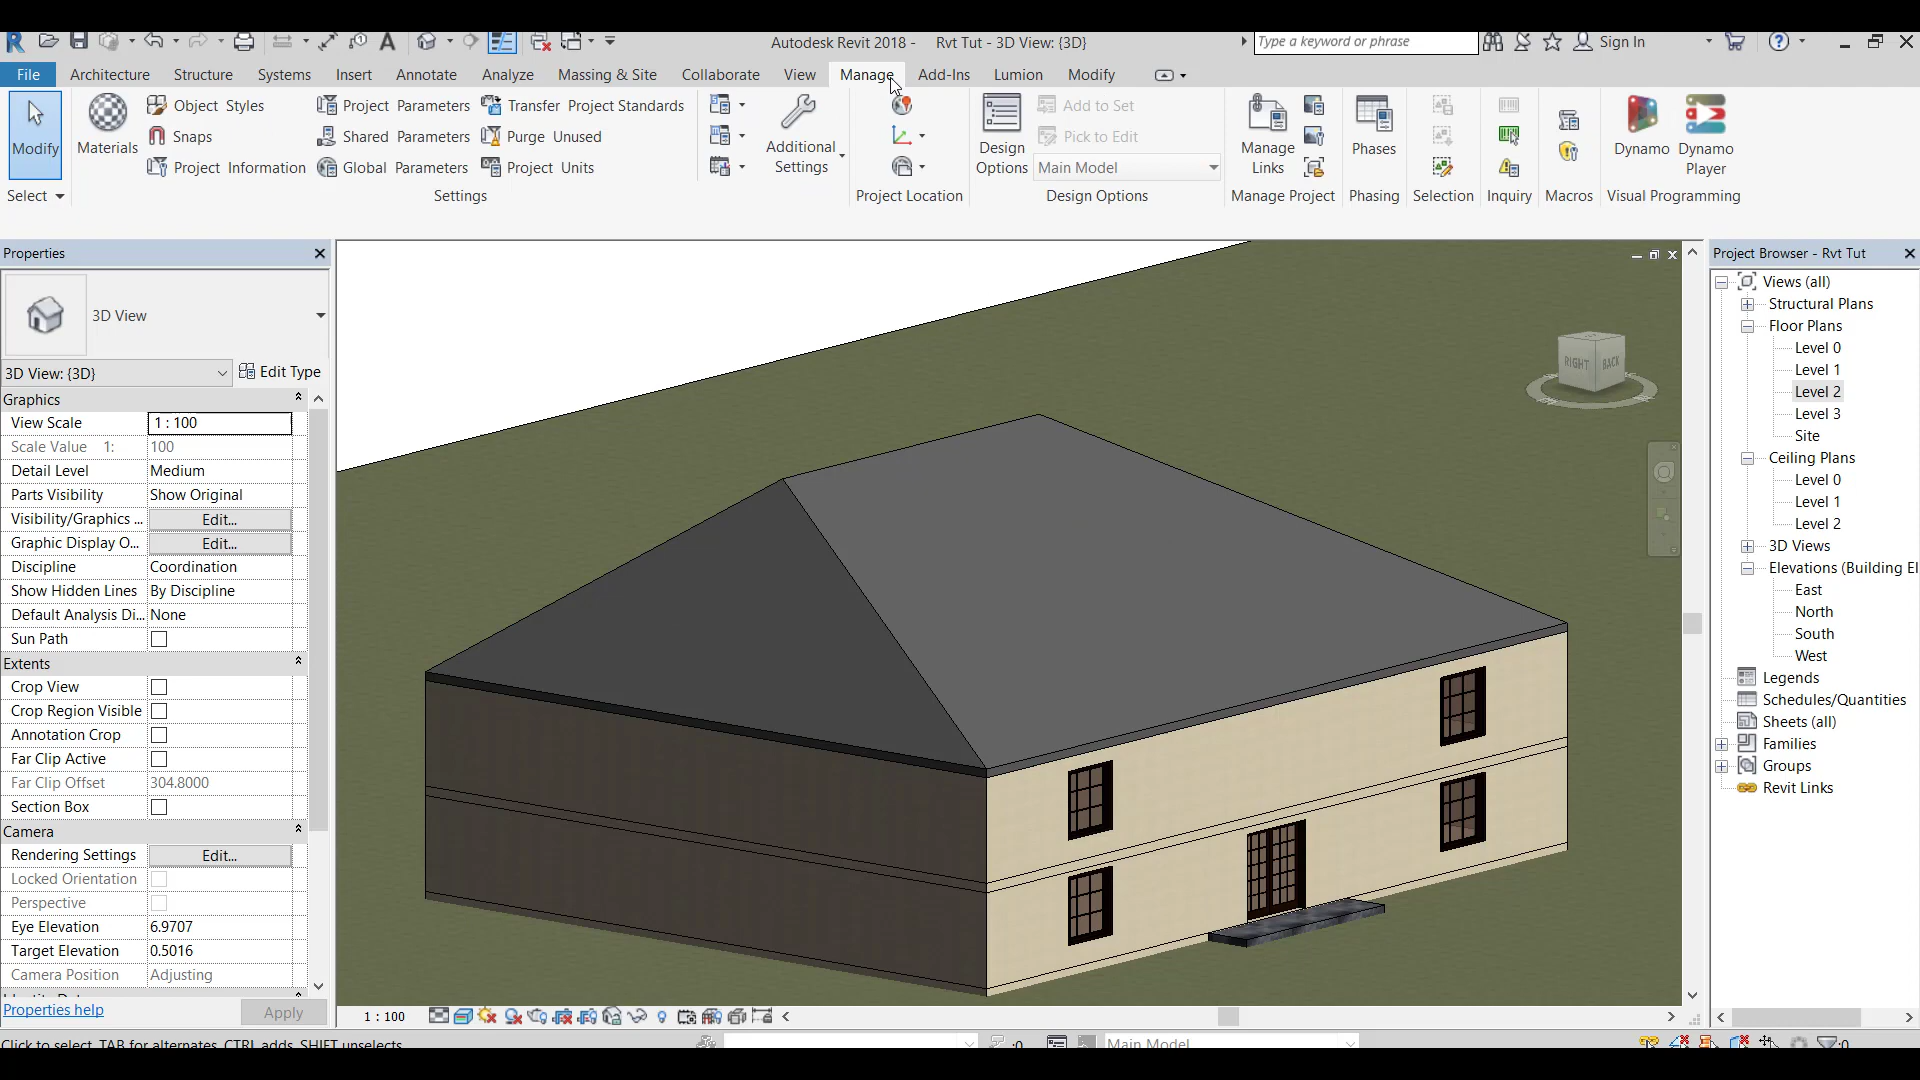 Autodesk Revit 2018 - Rvt Tut - 3D View: {3D}
Type a keyword or phrase
Sign In
File Architecture Structure Systems Insert Annotate Analyze Massing & Site Collaborate View Manage Add-Ins Lumion Modify
Modify
Materials
Object Styles
Snaps
Project Information
Project Parameters
Shared Parameters
Global Parameters
Transfer Project Standards
Purge Unused
Project Units
Additional Settings
Design Options
Add to Set
Pick to Edit
Main Model
Manage Links
Phases
Dynamo
Dynamo Player
Select Settings Project Location Design Options Manage Project Phasing Selection Inquiry Macros Visual Programming
Properties
3D View
3D View: {3D} Edit Type
Graphics
View Scale 1 : 100
Scale Value 1: 100
Detail Level Medium
Parts Visibility Show Original
Visibility/Graphics ... Edit...
Graphic Display O... Edit...
Discipline Coordination
Show Hidden Lines By Discipline
Default Analysis Di... None
Sun Path
Extents
Crop View
Crop Region Visible
Annotation Crop
Far Clip Active
Far Clip Offset 304.8000
Section Box
Camera
Rendering Settings Edit...
Locked Orientation
Perspective
Eye Elevation 6.9707
Target Elevation 0.5016
Camera Position Adjusting
Properties help Apply
RIGHT BACK
1 : 100
Project Browser - Rvt Tut
Views (all)
Structural Plans
Floor Plans
Level 0
Level 1
Level 2
Level 3
Site
Ceiling Plans
Level 0
Level 1
Level 2
3D Views
Elevations (Building El
East
North
South
West
Legends
Schedules/Quantities
Sheets (all)
Families
Groups
Revit Links
Click to select, TAB for alternates, CTRL adds, SHIFT unselects.
:0
Main Model
:0